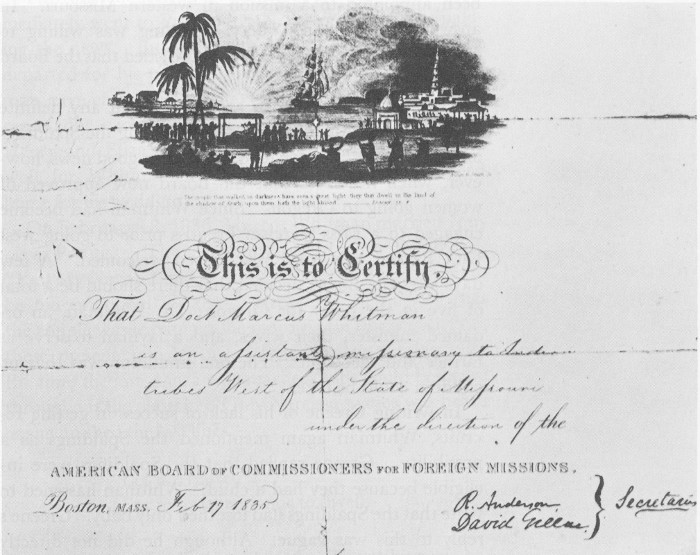 The people that walked in darkness have seen a great light: they that dwell in the land of
the shadow of death, upon them hath the light shined.
This is to Certify,
That Doct Marcus Whitman
is an assistant missionary to Indian
tribes West of the State of Missouri
under the direction of the
AMERICAN BOARD OF COMMISSIONERS FOR FOREIGN MISSIONS.
Boston, MASS. Feb 17 1835
R. Anderson
David Greene
Secretaries